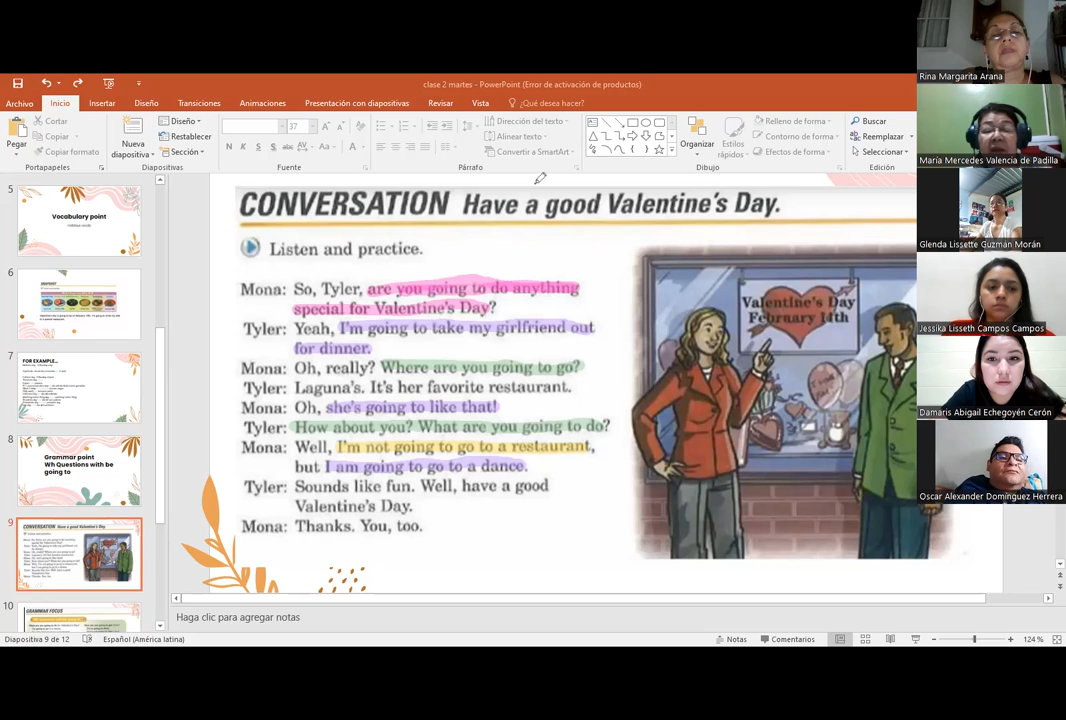 clase 2 martes - PowerPoint (Error de activación de productos)
Archivo Inicio Insertar Diseño Transiciones Animaciones Presentación con diapositivas Revisar Vista ¿Qué desea hacer?
Pegar
Cortar
Copiar
Copiar formato
Portapapeles
Nueva diapositiva
Diseño
Restablecer
Sección
Diapositivas
37
N K S S abc AV Aa A
Fuente
Dirección del texto
Alinear texto
Convertir a SmartArt
Párrafo
Organizar
Estilos rápidos
Relleno de forma
Contorno de forma
Efectos de forma
Dibujo
Buscar
Reemplazar
Seleccionar
Edición
5
Vocabulary point
6
7
FOR EXAMPLE...
8
Grammar point
Wh Questions with be
going to
9
10
GRAMMAR FOCUS
CONVERSATION Have a good Valentine's Day.
Listen and practice.
Mona: So, Tyler, are you going to do anything
special for Valentine's Day?
Tyler: Yeah, I'm going to take my girlfriend out
for dinner.
Mona: Oh, really? Where are you going to go?
Tyler: Laguna's. It's her favorite restaurant.
Mona: Oh, she's going to like that!
Tyler: How about you? What are you going to do?
Mona: Well, I'm not going to go to a restaurant,
but I am going to go to a dance.
Tyler: Sounds like fun. Well, have a good
Valentine's Day.
Mona: Thanks. You, too.
Valentine's Day
February 14th
Haga clic para agregar notas
Diapositiva 9 de 12 Español (América latina) Notas Comentarios 124 %
Rina Margarita Arana
María Mercedes Valencia de Padilla
Glenda Lissette Guzmán Morán
Jessika Lisseth Campos Campos
Damaris Abigail Echegoyén Cerón
Oscar Alexander Domínguez Herrera